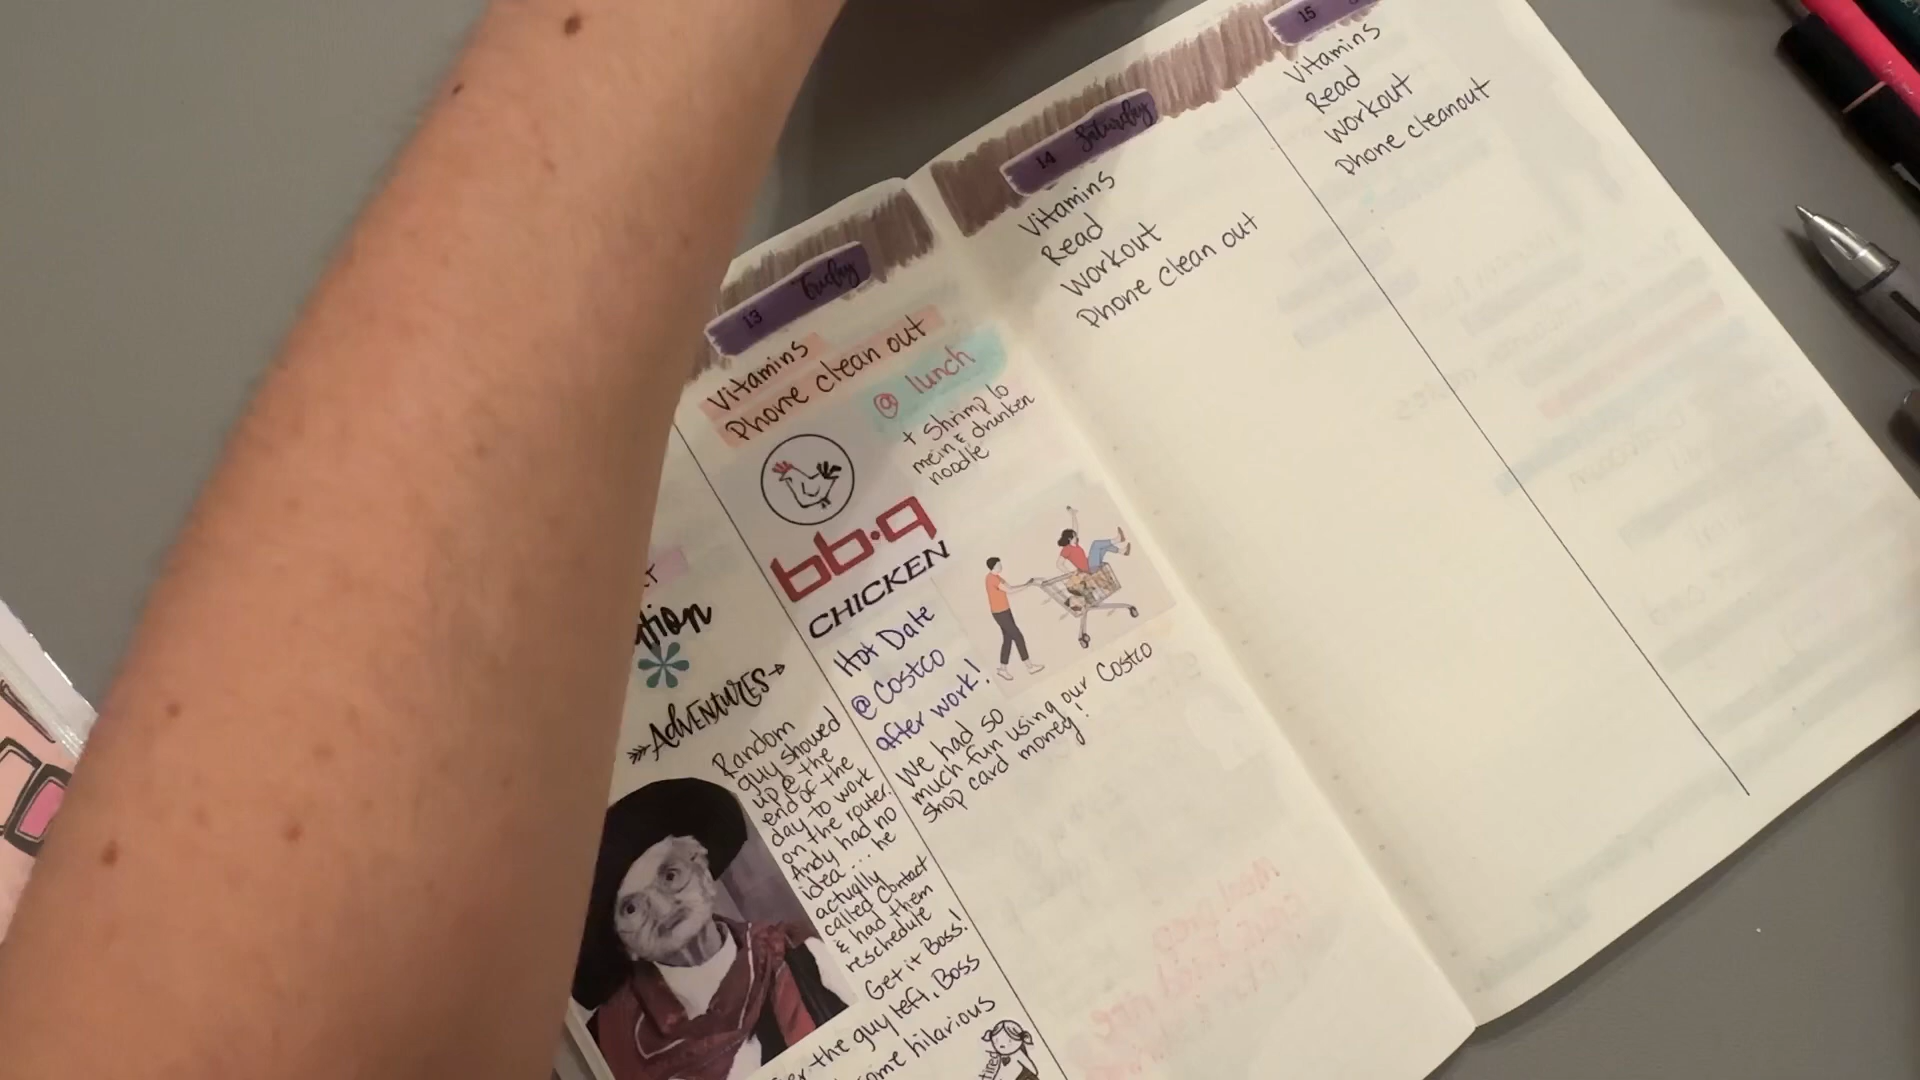 ation
ADVENTURES
Random
guy showed
up @ the
end of the
day to work
on the router.
Andy had no
idea... he
actually
called Contact
& had them
reschedule
Get it Boss!
the guy left, Boss
some hilarious
tired
13 Friday
Vitamins
Phone clean out
@ lunch
+ Shrimp lo
mein & drunken
noodle
bb.q
CHICKEN
Hot Date
@ Costco
after work!
We had so
much fun using our Costco
shop card money!
14 Saturday
Vitamins
Read
Workout
Phone clean out
15
Vitamins
Read
Workout
Phone cleanout